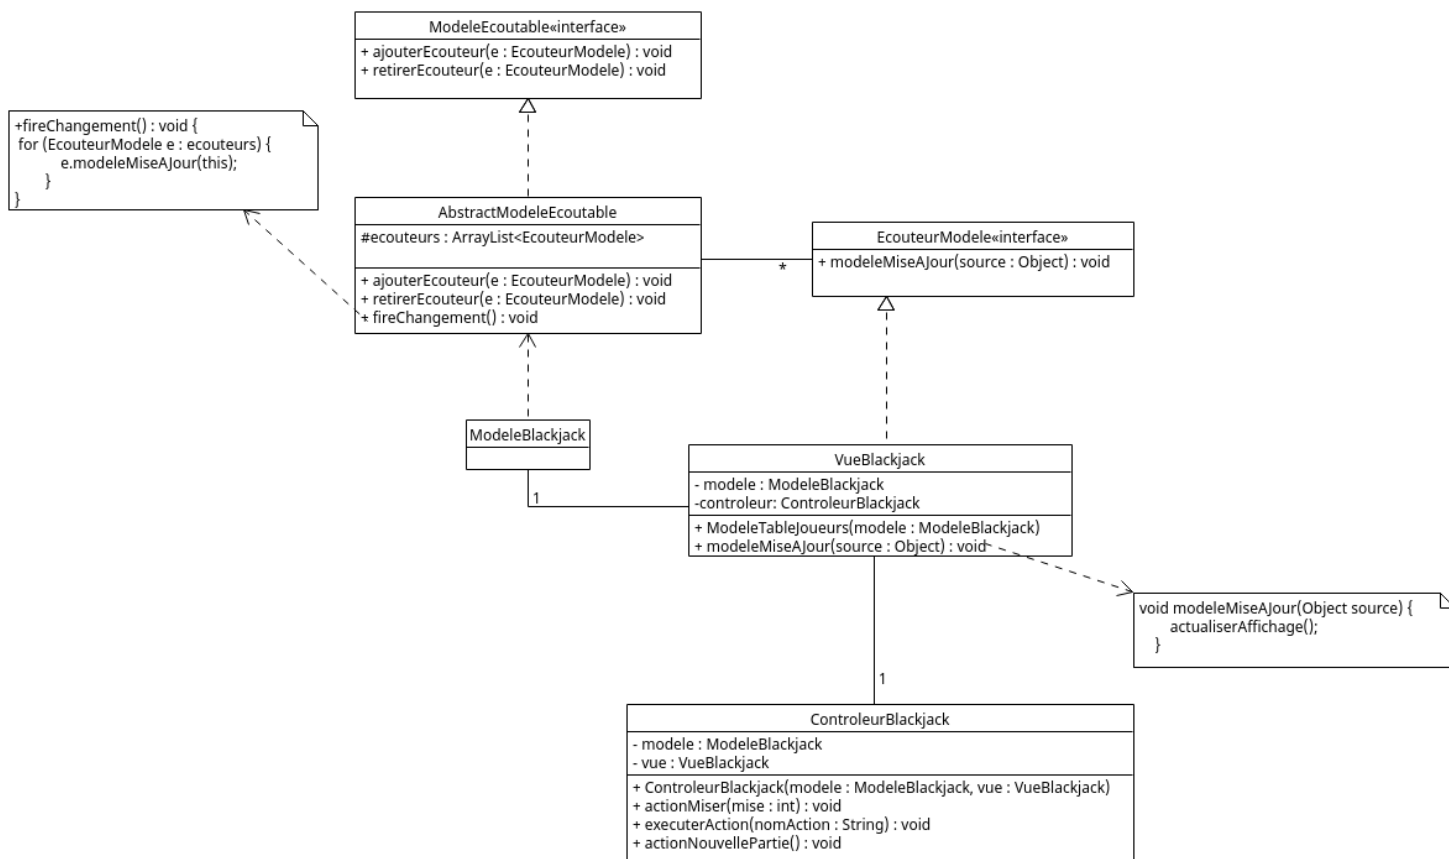 ModeleEcoutable«interface»
+ ajouterEcouteur(e : EcouteurModele) : void
+ retirerEcouteur(e : EcouteurModele) : void
+fireChangement() : void {
for (EcouteurModele e : ecouteurs) {
e.modeleMiseAJour(this);
}
}
AbstractModeleEcoutable
#ecouteurs : ArrayList<EcouteurModele>
+ ajouterEcouteur(e : EcouteurModele) : void
+ retirerEcouteur(e : EcouteurModele) : void
+ fireChangement() : void
*
EcouteurModele«interface»
+ modeleMiseAJour(source : Object) : void
ModeleBlackjack
1
VueBlackjack
- modele : ModeleBlackjack
-controleur: ControleurBlackjack
+ ModeleTableJoueurs(modele : ModeleBlackjack)
+ modeleMiseAJour(source : Object) : void
void modeleMiseAJour(Object source) {
actualiserAffichage();
}
1
ControleurBlackjack
- modele : ModeleBlackjack
- vue : VueBlackjack
+ ControleurBlackjack(modele : ModeleBlackjack, vue : VueBlackjack)
+ actionMiser(mise : int) : void
+ executerAction(nomAction : String) : void
+ actionNouvellePartie() : void